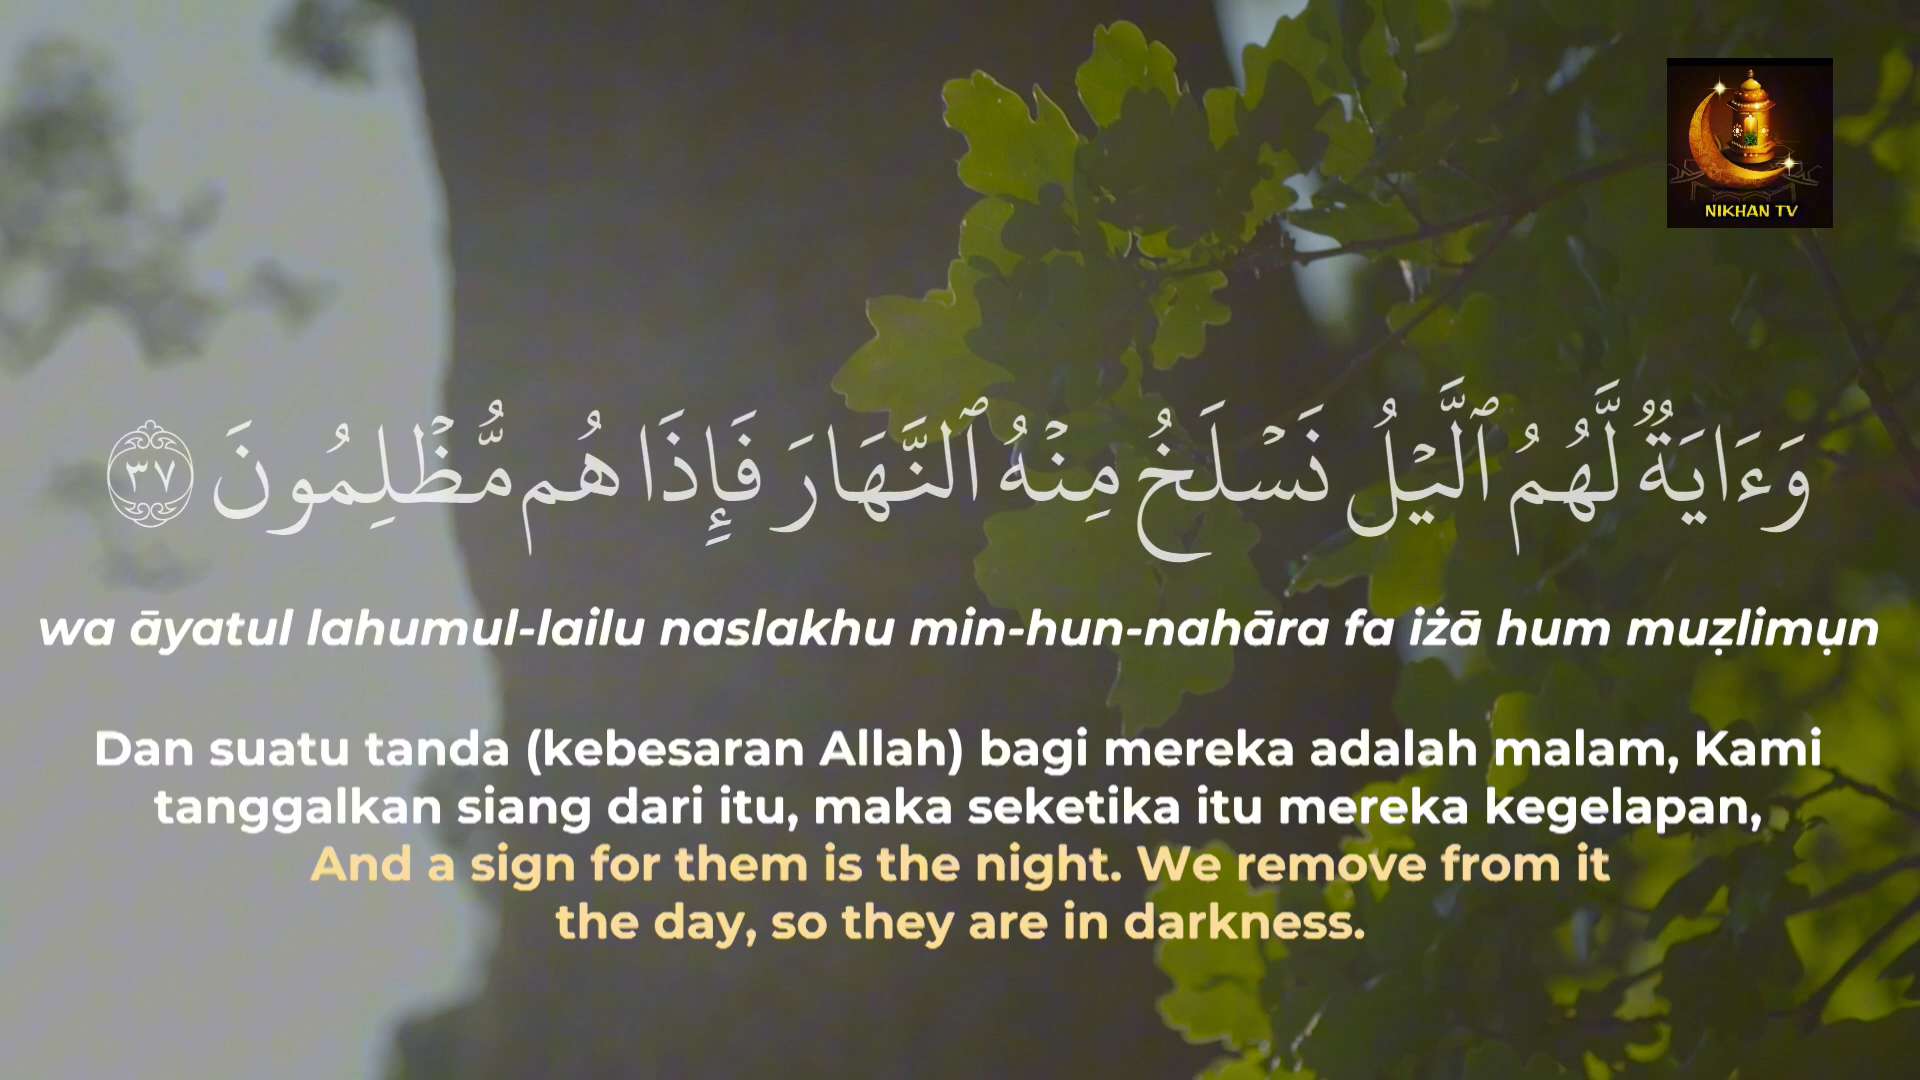 NIKHAN TV
وَءَايَةٌ لَّهُمُ ٱلَّيْلُ نَسْلَخُ مِنْهُ ٱلنَّهَارَ فَإِذَا هُم مُّظْلِمُونَ ٣٧
wa āyatul lahumul-lailu naslakhu min-hun-nahāra fa iżā hum muẓlimụn
Dan suatu tanda (kebesaran Allah) bagi mereka adalah malam, Kami
tanggalkan siang dari itu, maka seketika itu mereka kegelapan,
And a sign for them is the night. We remove from it
the day, so they are in darkness.